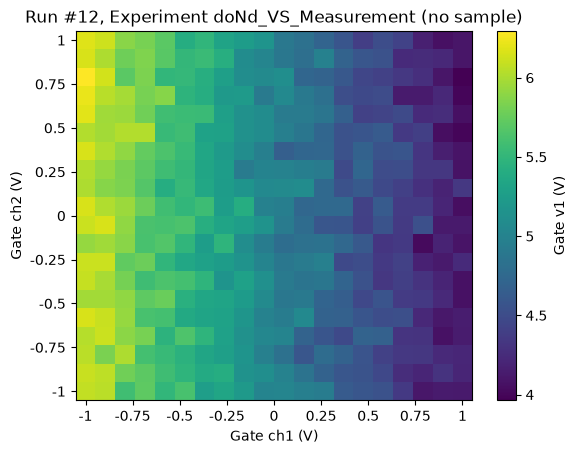 Run #12, Experiment doNd_VS_Measurement (no sample)
1
0.75
0.5
0.25
0
-0.25
-0.5
-0.75
-1
Gate ch2 (V)
-1 -0.75 -0.5 -0.25 0 0.25 0.5 0.75 1
Gate ch1 (V)
6
5.5
5
4.5
4
Gate v1 (V)